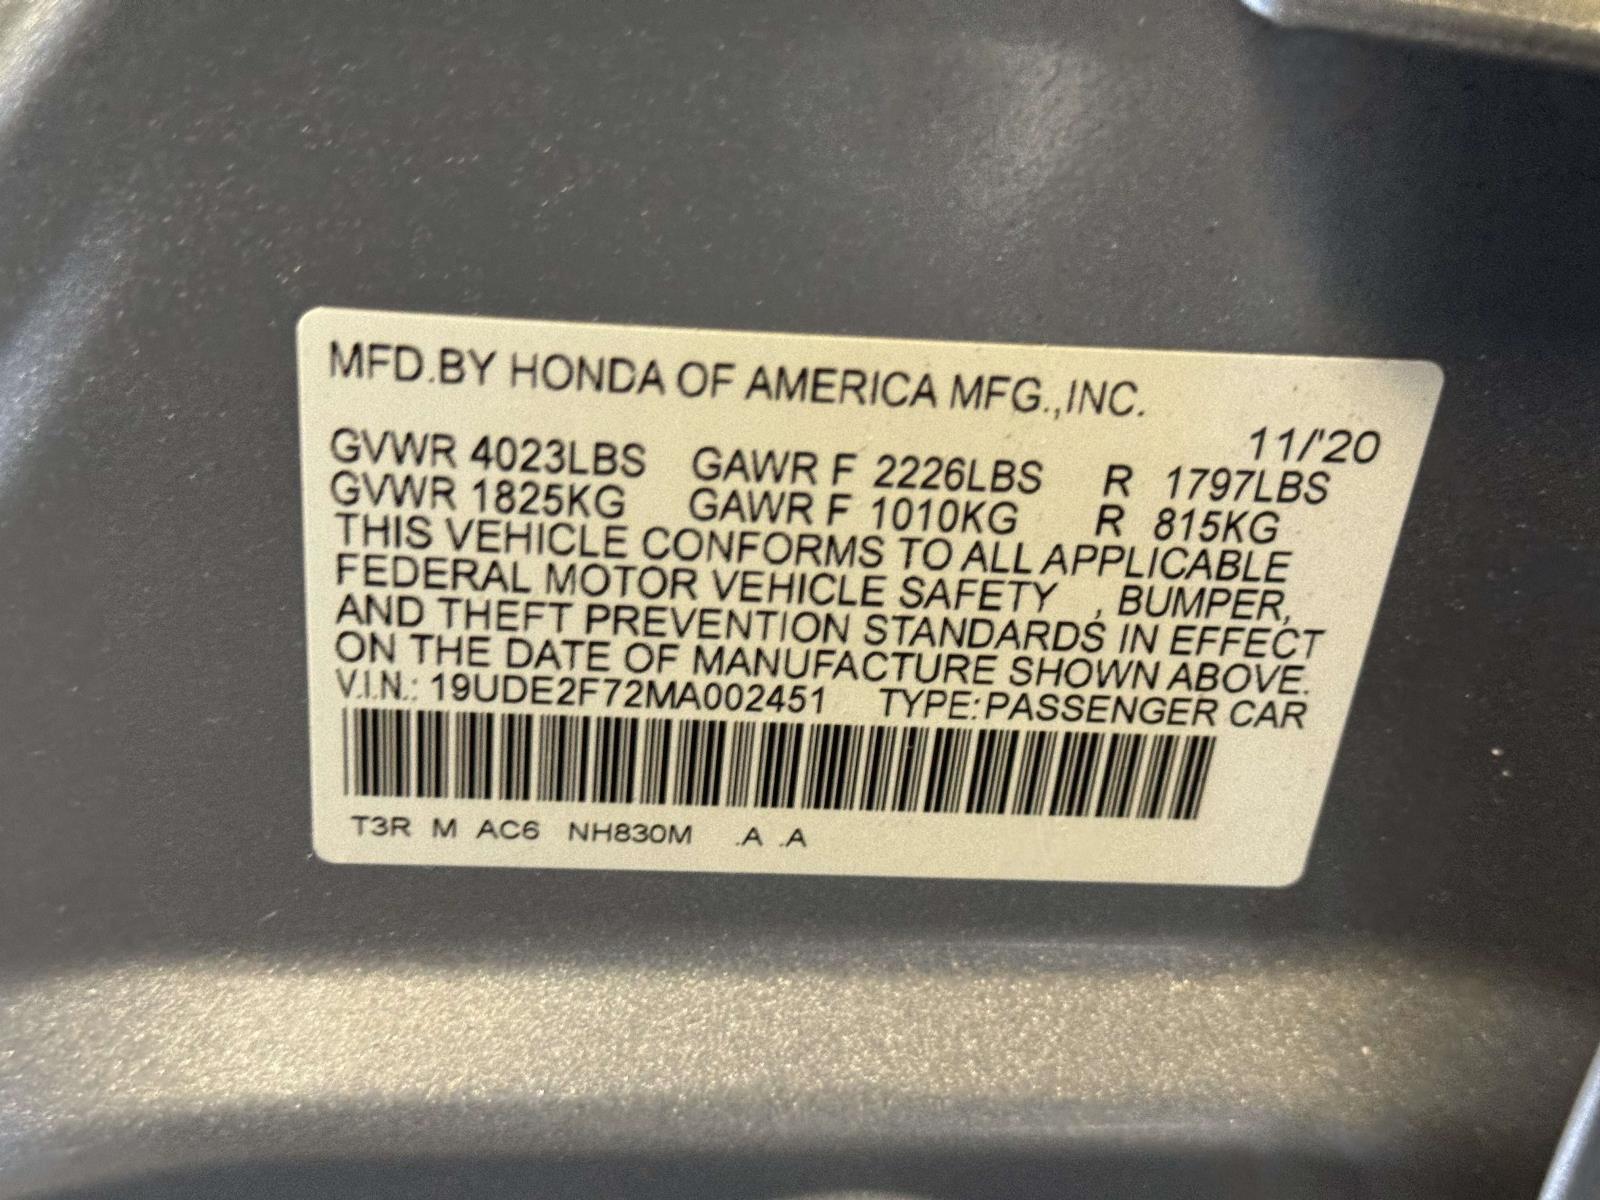 MFD.BY HONDA OF AMERICA MFG.,INC.
11/'20
GVWR 4023LBS GAWR F 2226LBS R 1797LBS
GVWR 1825KG GAWR F 1010KG R 815KG
THIS VEHICLE CONFORMS TO ALL APPLICABLE
FEDERAL MOTOR VEHICLE SAFETY , BUMPER,
AND THEFT PREVENTION STANDARDS IN EFFECT
ON THE DATE OF MANUFACTURE SHOWN ABOVE.
V.I.N.: 19UDE2F72MA002451 TYPE:PASSENGER CAR
T3R M AC6 NH830M .A .A